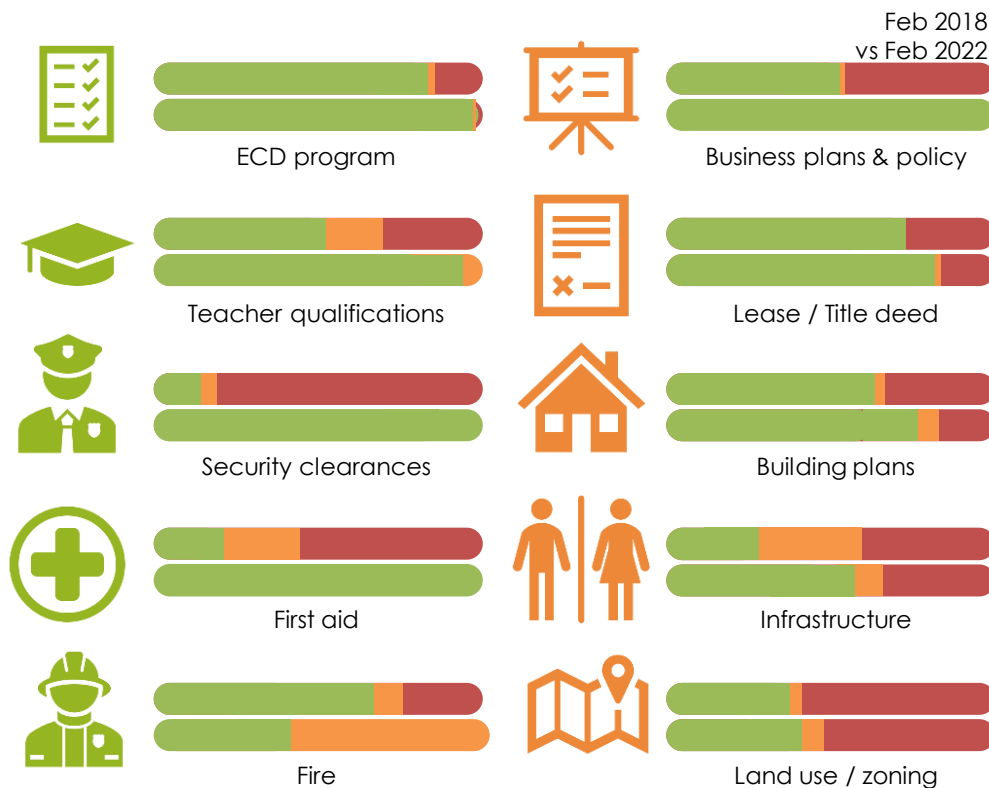 Feb 2018
vs Feb 2022
ECD program
Business plans & policy
Teacher qualifications
Lease / Title deed
Security clearances
Building plans
First aid
Infrastructure
Fire
Land use / zoning